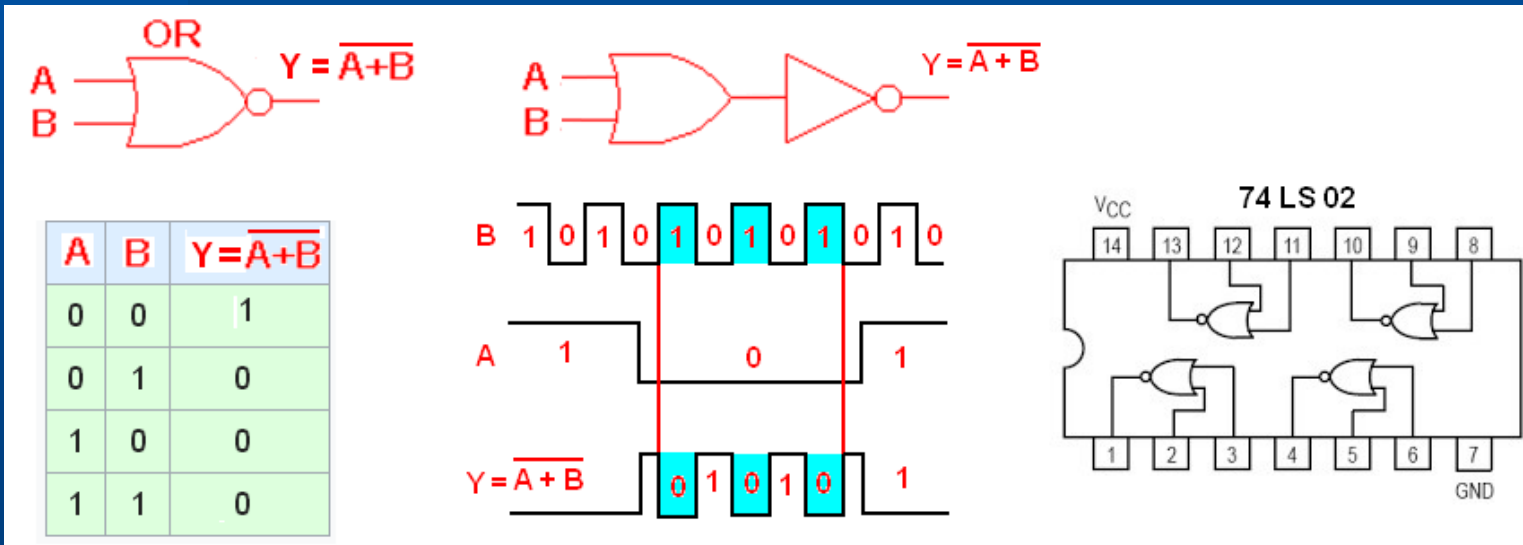 OR
A
B
Y = A̅+̅B̅
A
B
Y = A̅ ̅+̅ ̅B̅
A B Y=A̅+̅B̅
0 0 1
0 1 0
1 0 0
1 1 0
B 1 0 1 0 1 0 1 0 1 0 1 0
A 1 0 1
Y = A̅ ̅+̅ ̅B̅ 0 1 0 1 0 1
74 LS 02
VCC
14 13 12 11 10 9 8
1 2 3 4 5 6 7
GND